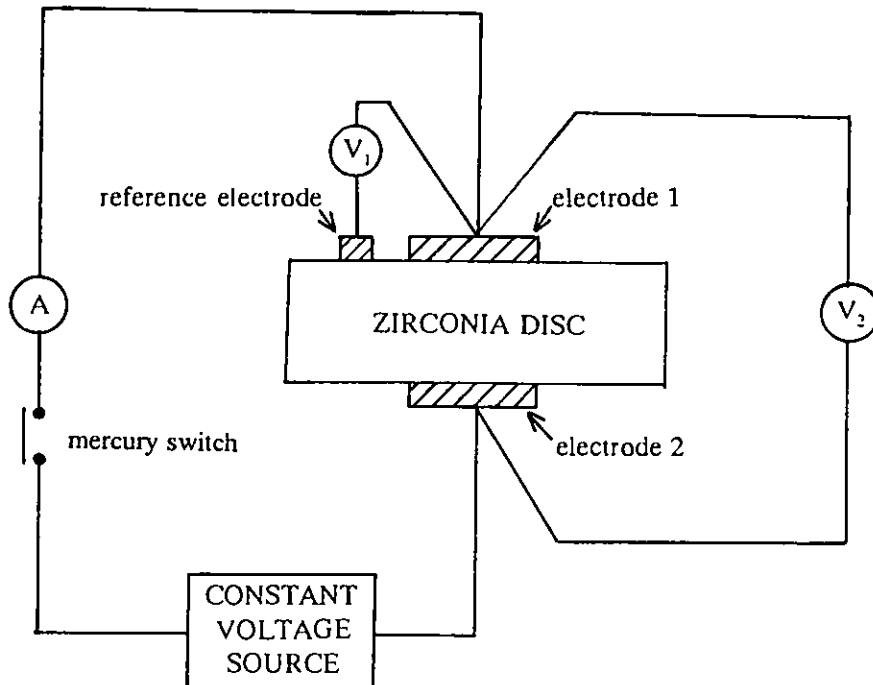 V₁
reference electrode
electrode 1
A
ZIRCONIA DISC
V₂
mercury switch
electrode 2
CONSTANT
VOLTAGE
SOURCE